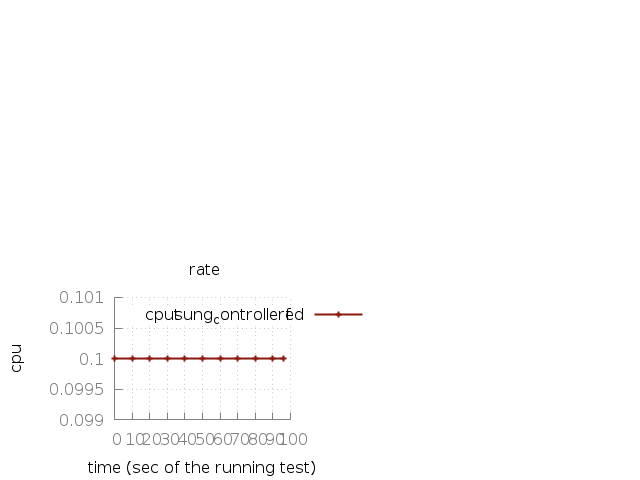 rate
0.101
cputsungcontrollerfed
0.1005
0.1
0.0995
0.099
cpu
0 10 20 30 40 50 60 70 80 90 100
time (sec of the running test)